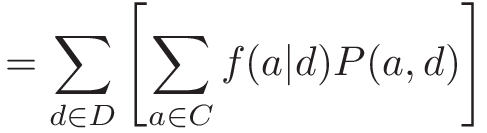 = \sum_{d \in D} \left[ \sum_{a \in C} f(a|d) P(a, d) \right]